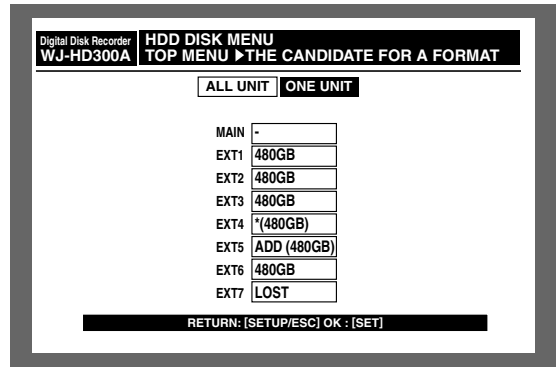 Digital Disk Recorder
WJ-HD300A
HDD DISK MENU
TOP MENU ▶THE CANDIDATE FOR A FORMAT
ALL UNIT ONE UNIT
MAIN -
EXT1 480GB
EXT2 480GB
EXT3 480GB
EXT4 *(480GB)
EXT5 ADD (480GB)
EXT6 480GB
EXT7 LOST
RETURN: [SETUP/ESC] OK : [SET]